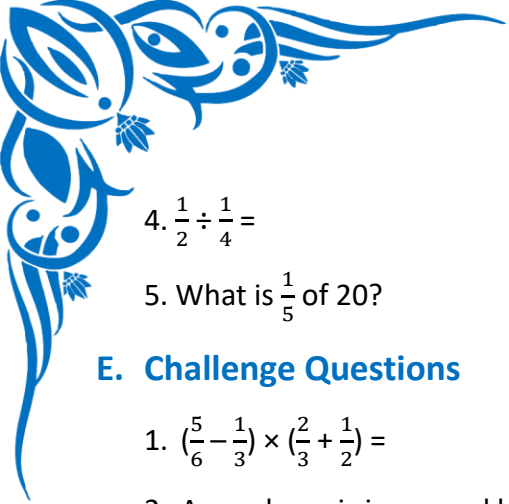 4. 1/2 ÷ 1/4 =
5. What is 1/5 of 20?
E. Challenge Questions
1. (5/6 – 1/3) × (2/3 + 1/2) =